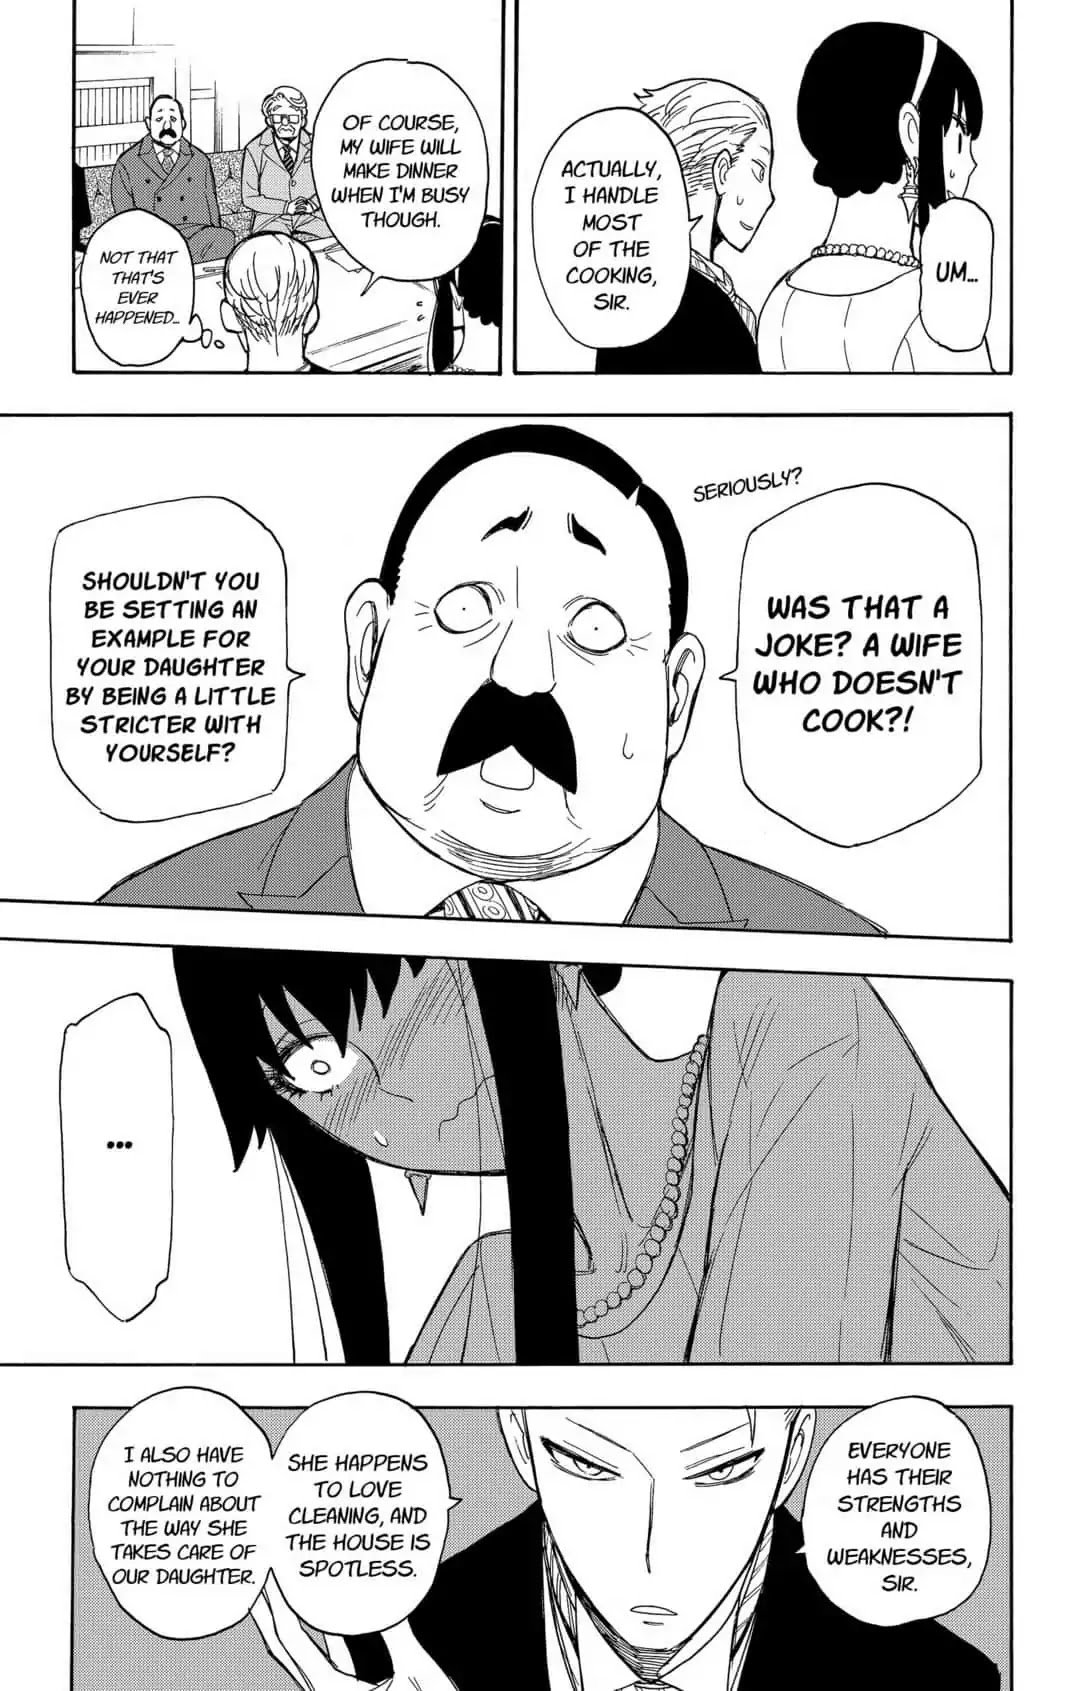 UM...
ACTUALLY,
I HANDLE
MOST
OF THE
COOKING,
SIR.
OF COURSE,
MY WIFE WILL
MAKE DINNER
WHEN I'M BUSY
THOUGH.
NOT THAT
THAT'S
EVER
HAPPENED...
SERIOUSLY?
WAS THAT A
JOKE? A WIFE
WHO DOESN'T
COOK?!
SHOULDN'T YOU
BE SETTING AN
EXAMPLE FOR
YOUR DAUGHTER
BY BEING A LITTLE
STRICTER WITH
YOURSELF?
...
EVERYONE
HAS THEIR
STRENGTHS
AND
WEAKNESSES,
SIR.
SHE HAPPENS
TO LOVE
CLEANING, AND
THE HOUSE IS
SPOTLESS.
I ALSO HAVE
NOTHING TO
COMPLAIN ABOUT
THE WAY SHE
TAKES CARE OF
OUR DAUGHTER.